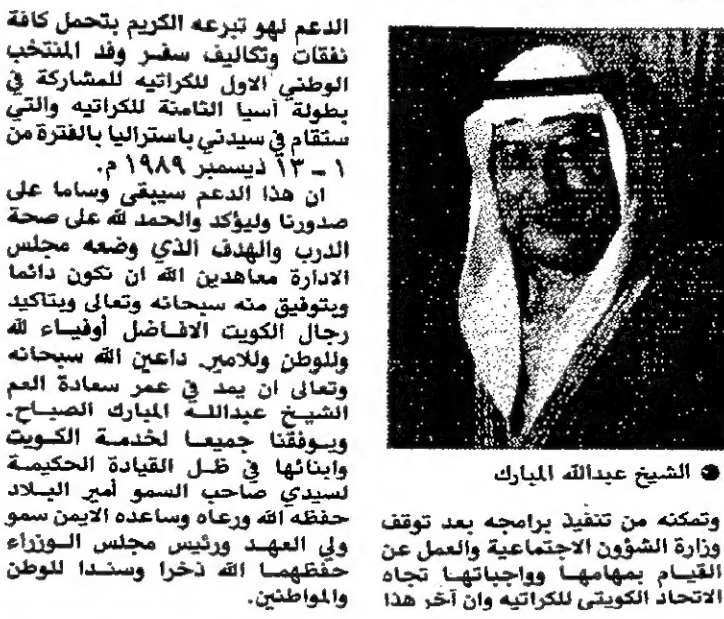 ● الشيخ عبدالله المبارك
وتمكنه من تنفيذ برامجه بعد توقف
وزارة الشؤون الاجتماعية والعمل عن
القيام بمهامها وواجباتها تجاه
الاتحاد الكويتي للكراتيه وان آخر هذا
الدعم لهو تبرعه الكريم بتحمل كافة
نفقات وتكاليف سفر وفد المنتخب
الوطني الاول للكراتيه للمشاركة في
بطولة آسيا الثامنة للكراتيه والتي
ستقام في سيدني باستراليا بالفترة من
١ – ١٣ ديسمبر ١٩٨٩ م.
ان هذا الدعم سيبقى وساما على
صدورنا وليؤكد والحمد لله على صحة
الدرب والهدف الذي وضعه مجلس
الادارة معاهدين الله ان نكون دائما
وبتوفيق منه سبحانه وتعالى وبتاكيد
رجال الكويت الافاضل أوفياء لله
وللوطن وللامير. داعين الله سبحانه
وتعالى ان يمد في عمر سعادة العم
الشيخ عبدالله المبارك الصباح.
ويوفقنا جميعا لخدمة الكويت
وابنائها في ظل القيادة الحكيمة
لسيدي صاحب السمو أمير البلاد
حفظه الله ورعاه وساعده الايمن سمو
ولي العهد ورئيس مجلس الوزراء
حفظهما الله ذخرا وسندا للوطن
والمواطنين.